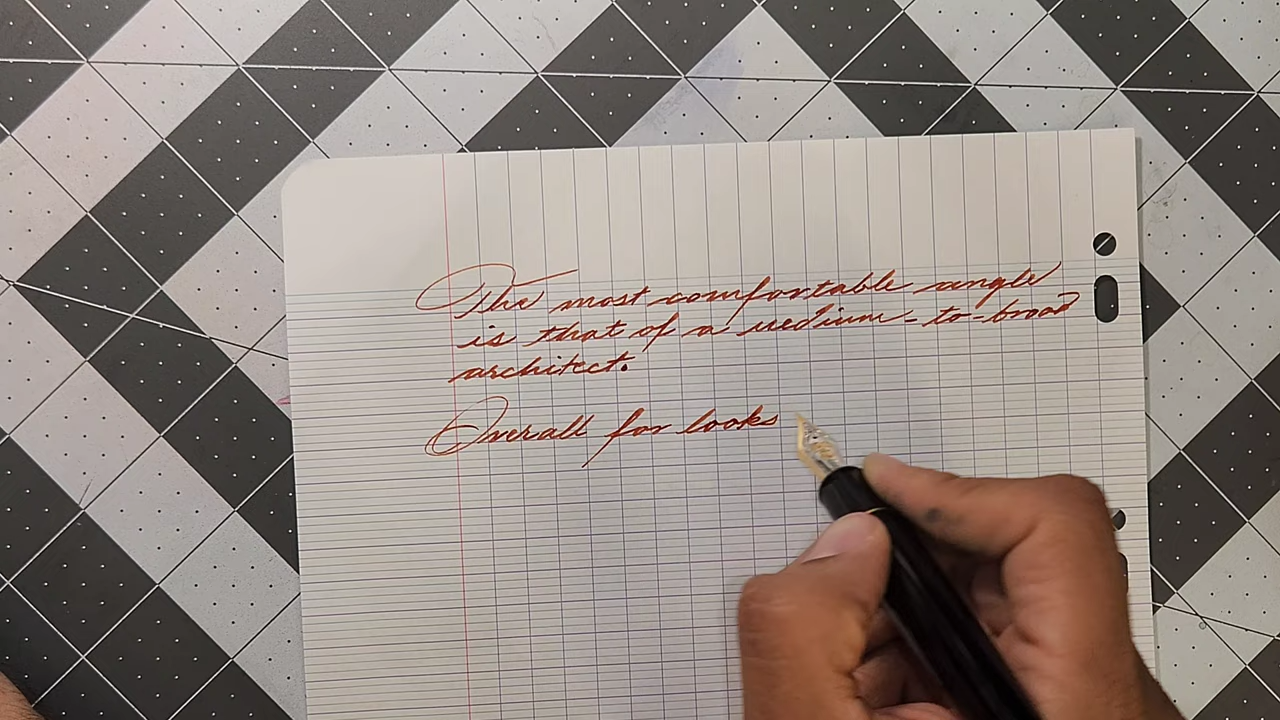 The most comfortable angle
is that of a medium-to-broad
architect.
Overall for looks